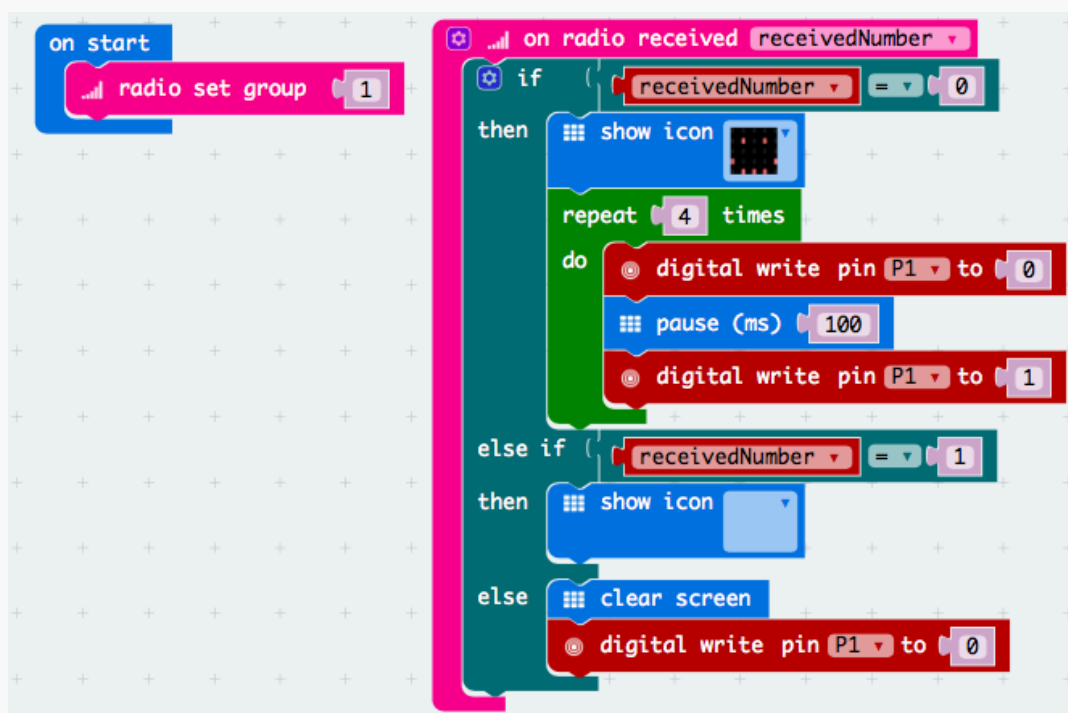 on start
radio set group 1
on radio received receivedNumber
if receivedNumber = 0
then show icon
repeat 4 times
do digital write pin P1 to 0
pause (ms) 100
digital write pin P1 to 1
else if receivedNumber = 1
then show icon
else clear screen
digital write pin P1 to 0